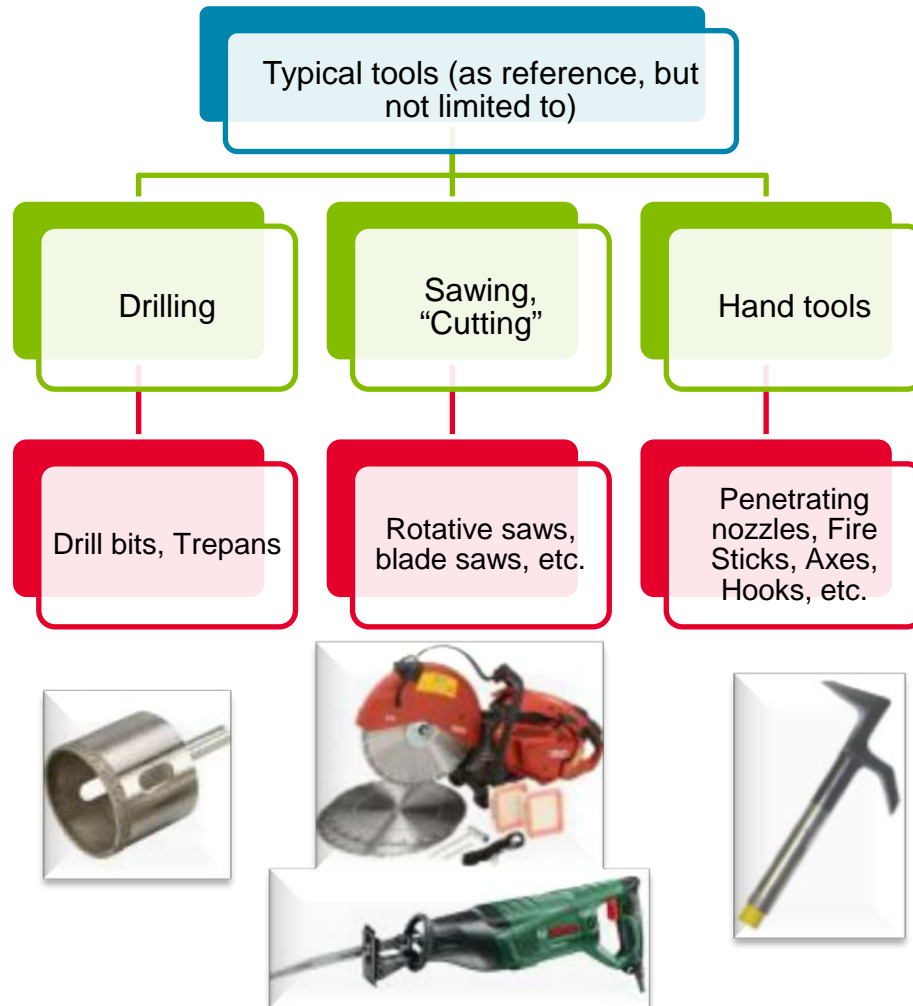 Typical tools (as reference, but
not limited to)
Drilling
Sawing,
“Cutting”
Hand tools
Drill bits, Trepans
Rotative saws,
blade saws, etc.
Penetrating
nozzles, Fire
Sticks, Axes,
Hooks, etc.